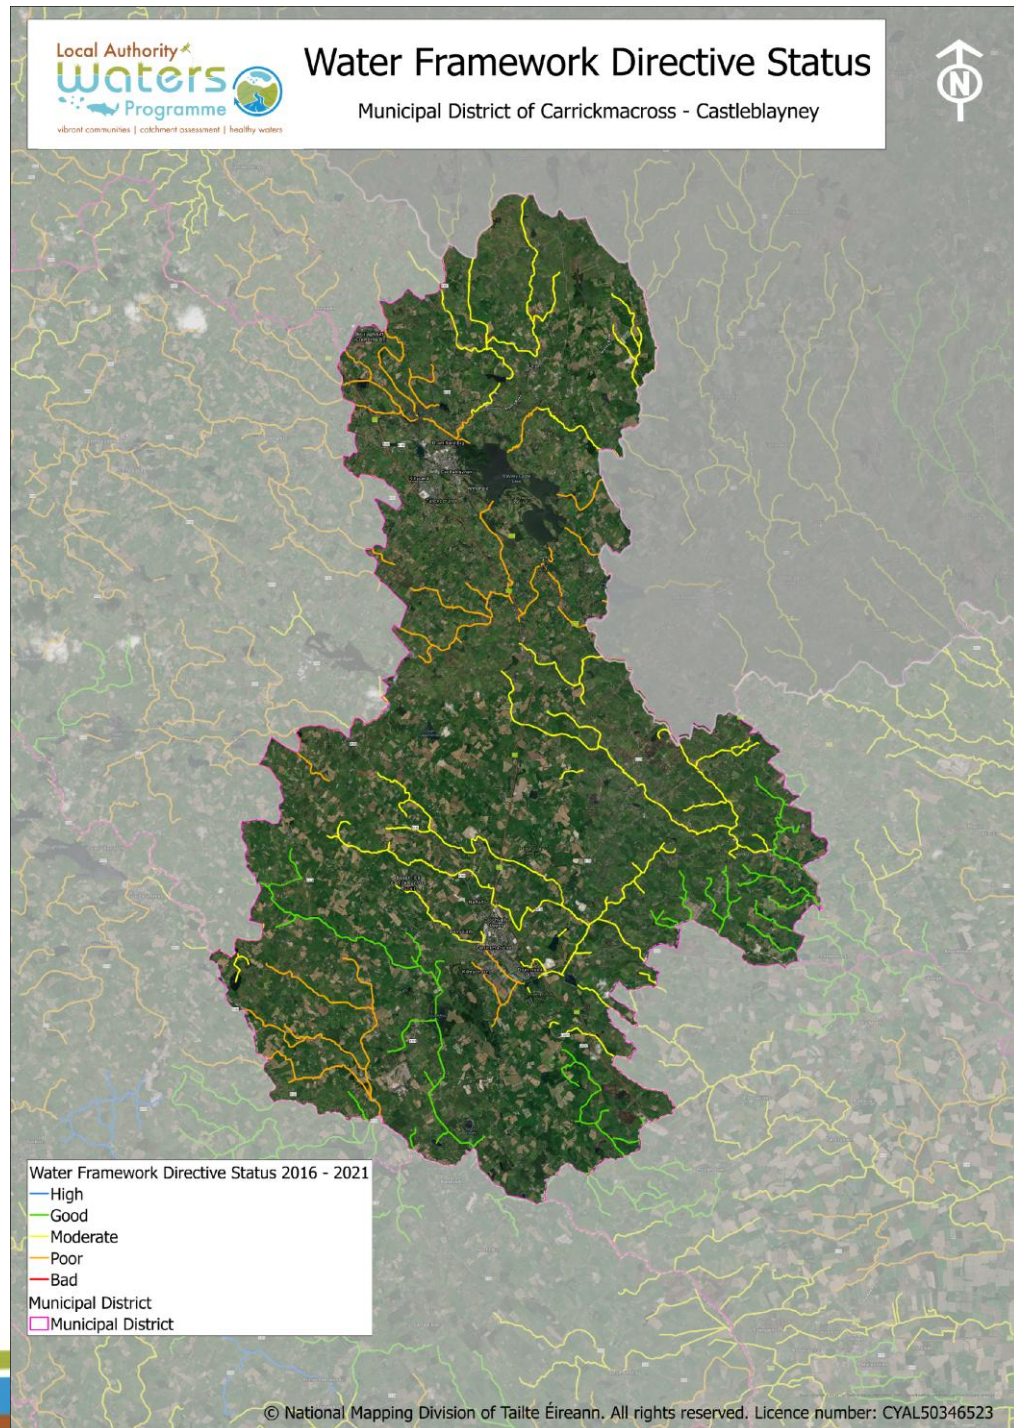 Local Authority
Waters
Programme
vibrant communities | catchment assessment | healthy waters
Water Framework Directive Status
Municipal District of Carrickmacross - Castleblayney
N
Water Framework Directive Status 2016 - 2021
High
Good
Moderate
Poor
Bad
Municipal District
Municipal District
© National Mapping Division of Tailte Éireann. All rights reserved. Licence number: CYAL50346523